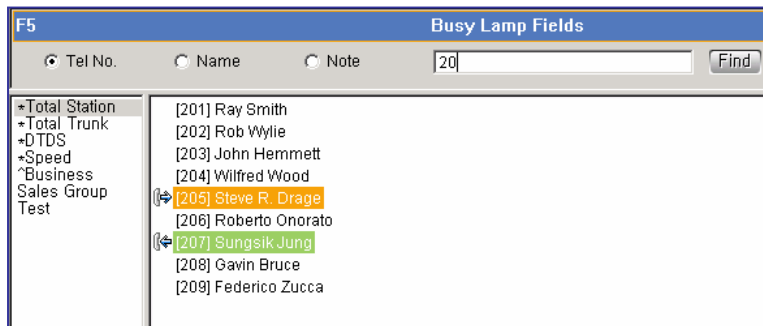 F5 Busy Lamp Fields
Tel No. Name Note 20 Find
*Total Station
*Total Trunk
*DTDS
*Speed
^Business
Sales Group
Test
[201] Ray Smith
[202] Rob Wylie
[203] John Hemmett
[204] Wilfred Wood
[205] Steve R. Drage
[206] Roberto Onorato
[207] Sungsik Jung
[208] Gavin Bruce
[209] Federico Zucca